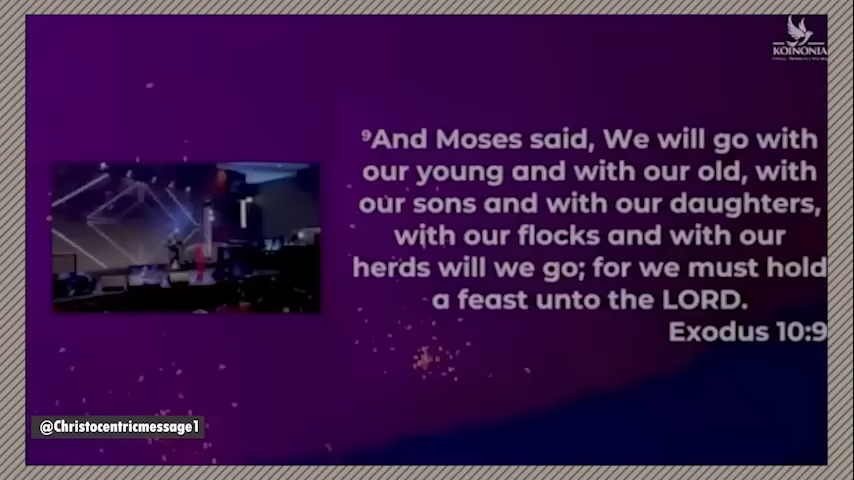 KOINONIA
⁹And Moses said, We will go with
our young and with our old, with
our sons and with our daughters,
with our flocks and with our
herds will we go; for we must hold
a feast unto the LORD.
Exodus 10:9
@Christocentricmessage1